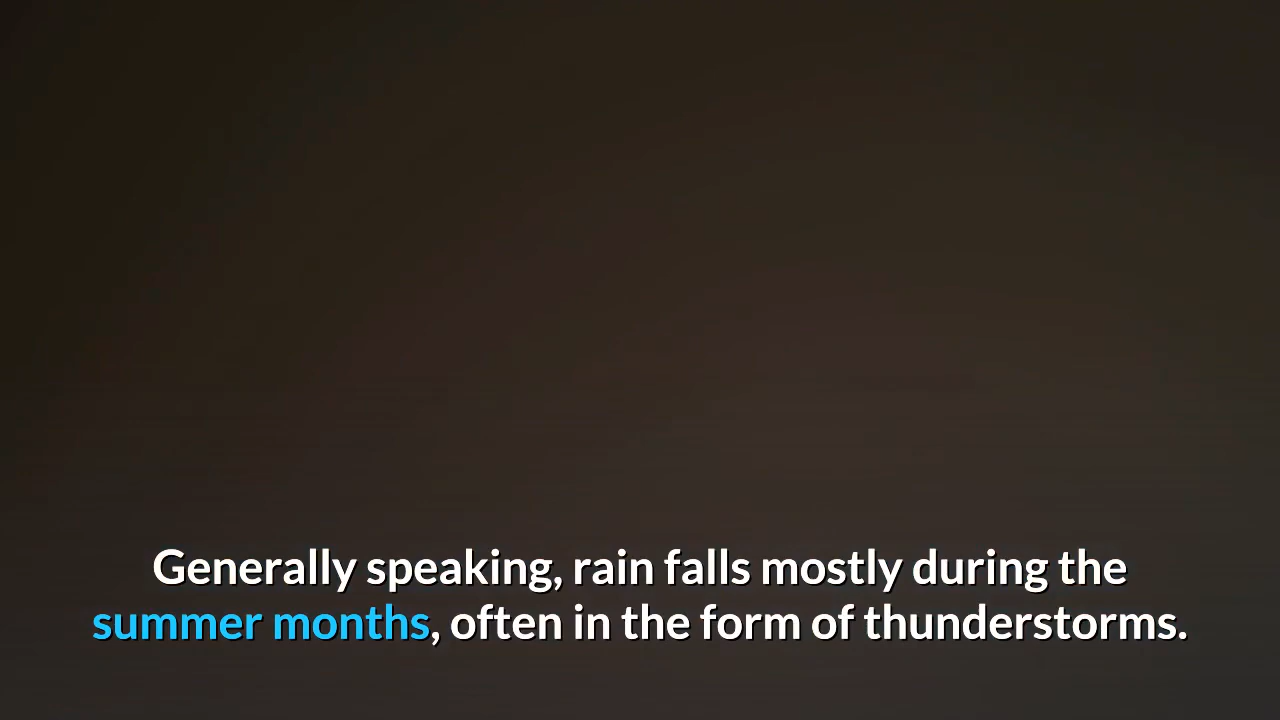 Generally speaking, rain falls mostly during the
summer months, often in the form of thunderstorms.